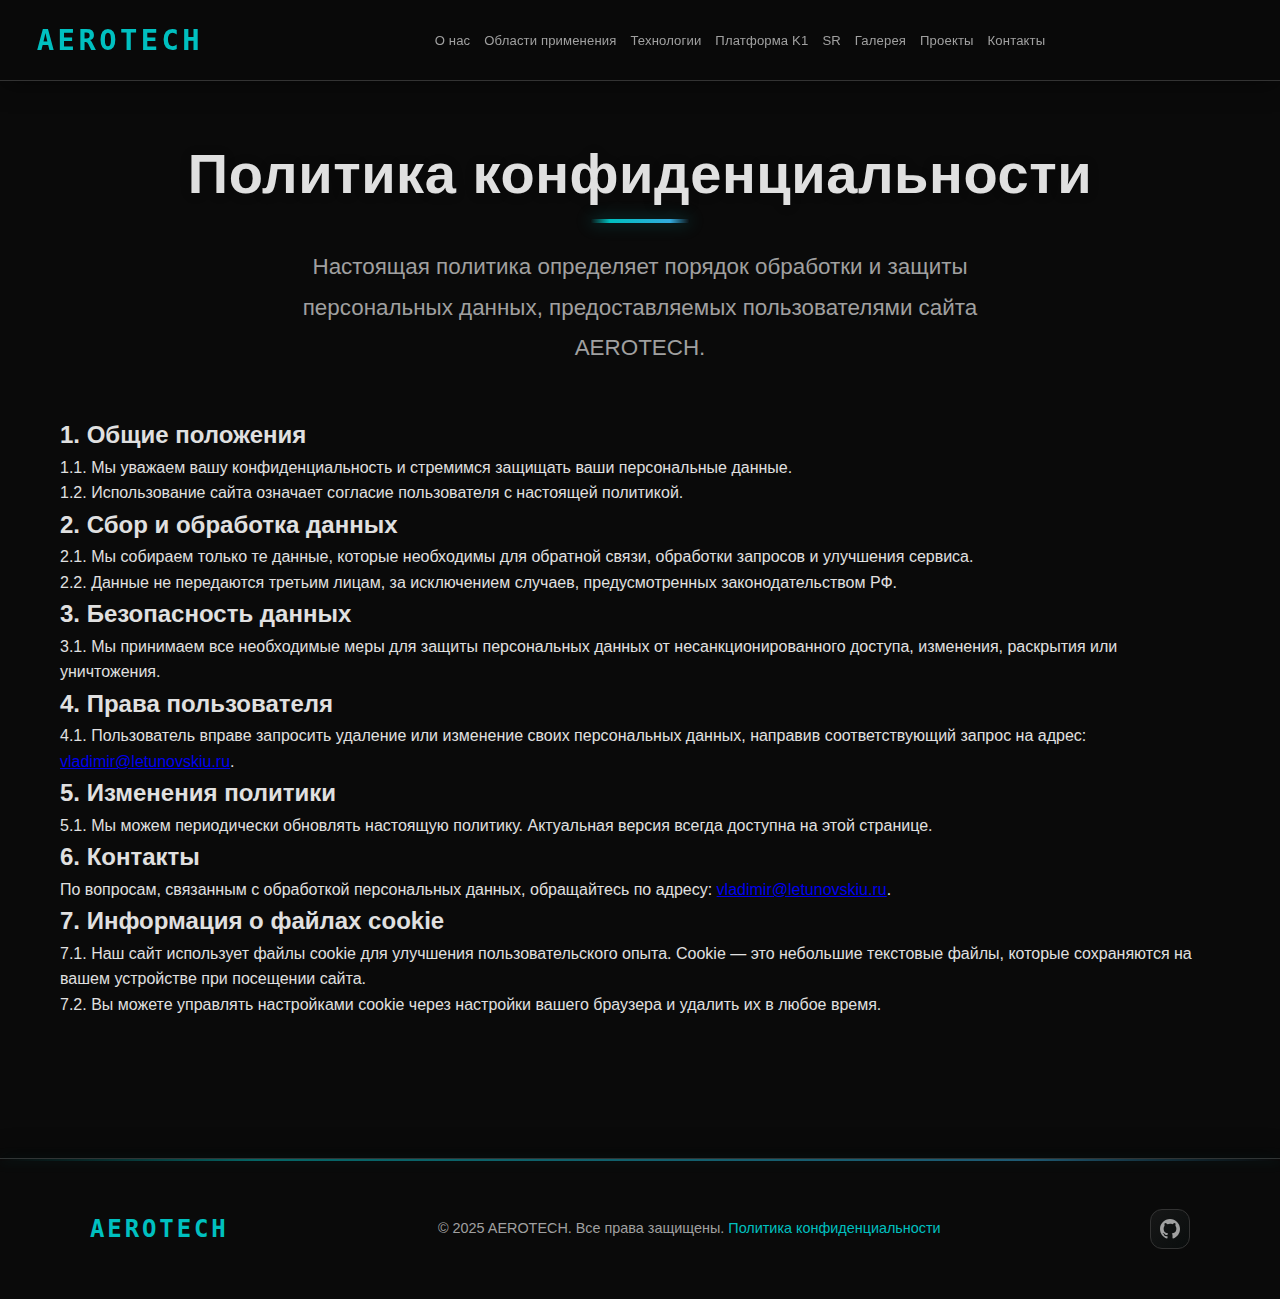 AEROTECH
О нас Области применения Технологии Платформа K1 SR Галерея Проекты Контакты
Политика конфиденциальности
Настоящая политика определяет порядок обработки и защиты
персональных данных, предоставляемых пользователями сайта
AEROTECH.
1. Общие положения
1.1. Мы уважаем вашу конфиденциальность и стремимся защищать ваши персональные данные.
1.2. Использование сайта означает согласие пользователя с настоящей политикой.
2. Сбор и обработка данных
2.1. Мы собираем только те данные, которые необходимы для обратной связи, обработки запросов и улучшения сервиса.
2.2. Данные не передаются третьим лицам, за исключением случаев, предусмотренных законодательством РФ.
3. Безопасность данных
3.1. Мы принимаем все необходимые меры для защиты персональных данных от несанкционированного доступа, изменения, раскрытия или
уничтожения.
4. Права пользователя
4.1. Пользователь вправе запросить удаление или изменение своих персональных данных, направив соответствующий запрос на адрес:
vladimir@letunovskiu.ru.
5. Изменения политики
5.1. Мы можем периодически обновлять настоящую политику. Актуальная версия всегда доступна на этой странице.
6. Контакты
По вопросам, связанным с обработкой персональных данных, обращайтесь по адресу: vladimir@letunovskiu.ru.
7. Информация о файлах cookie
7.1. Наш сайт использует файлы cookie для улучшения пользовательского опыта. Cookie — это небольшие текстовые файлы, которые сохраняются на
вашем устройстве при посещении сайта.
7.2. Вы можете управлять настройками cookie через настройки вашего браузера и удалить их в любое время.
AEROTECH
© 2025 AEROTECH. Все права защищены. Политика конфиденциальности